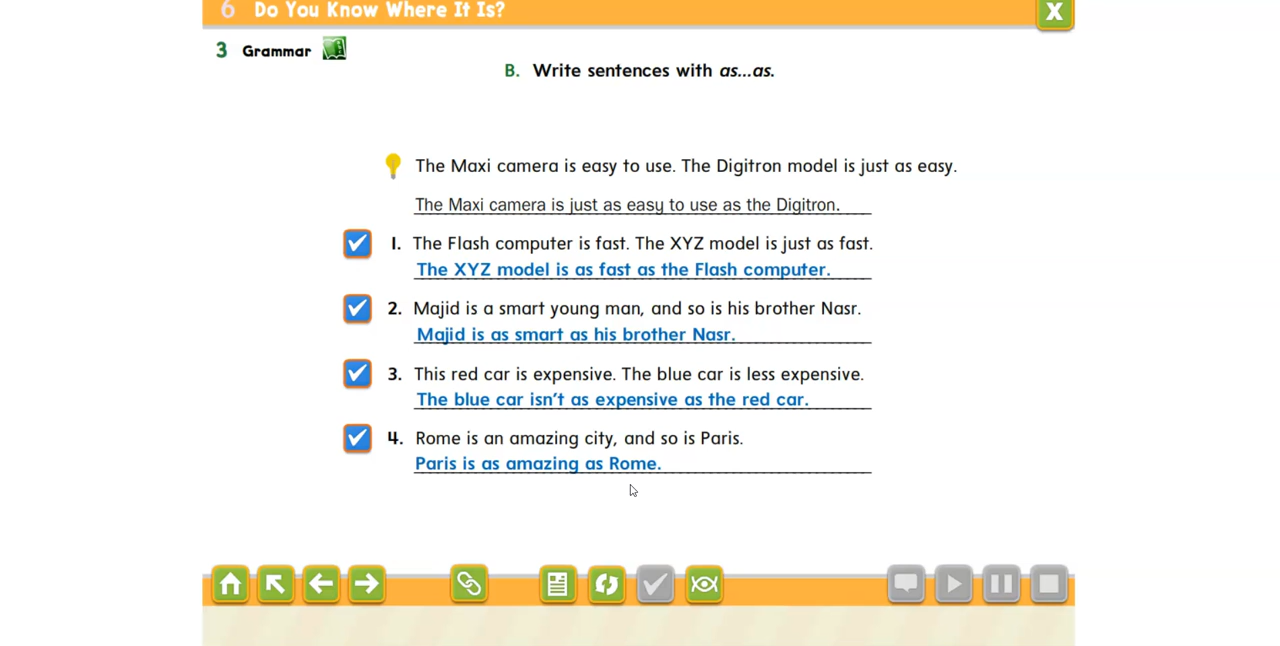 6 Do You Know Where It Is?
X
3 Grammar
B. Write sentences with as...as.
The Maxi camera is easy to use. The Digitron model is just as easy.
The Maxi camera is just as easy to use as the Digitron.
1. The Flash computer is fast. The XYZ model is just as fast.
The XYZ model is as fast as the Flash computer.
2. Majid is a smart young man, and so is his brother Nasr.
Majid is as smart as his brother Nasr.
3. This red car is expensive. The blue car is less expensive.
The blue car isn't as expensive as the red car.
4. Rome is an amazing city, and so is Paris.
Paris is as amazing as Rome.